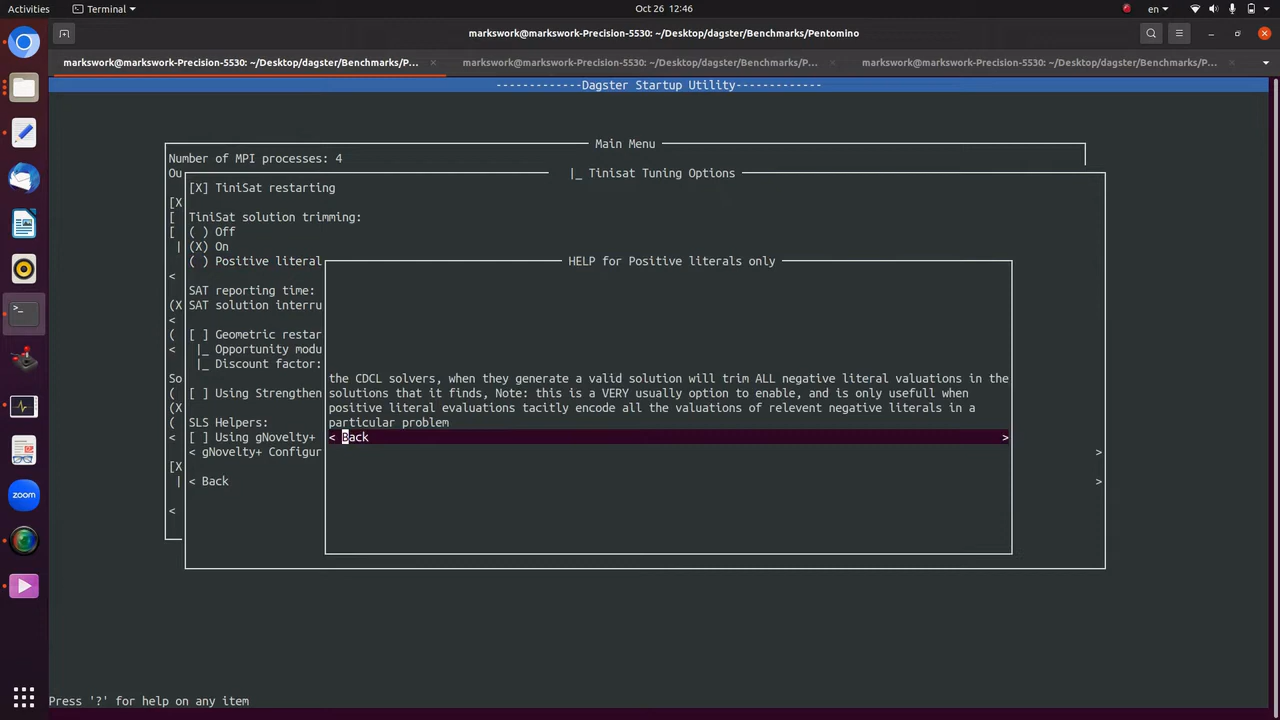 Activities
Terminal
Oct 26 12:46
en
markswork@markswork-Precision-5530: ~/Desktop/dagster/Benchmarks/Pentomino
markswork@markswork-Precision-5530: ~/Desktop/dagster/Benchmarks/P... ×
markswork@markswork-Precision-5530: ~/Desktop/dagster/Benchmarks/P... ×
markswork@markswork-Precision-5530: ~/Desktop/dagster/Benchmarks/P... ×
-------------Dagster Startup Utility-------------
Main Menu
Number of MPI processes: 4
Ou
|_ Tinisat Tuning Options
[X] TiniSat restarting
[X
[ TiniSat solution trimming:
[ ( ) Off
| (X) On
( ) Positive literal
HELP for Positive literals only
<
SAT reporting time:
(X SAT solution interru
<
( [ ] Geometric restar
< |_ Opportunity modu
|_ Discount factor:
So
( [ ] Using Strengthen
(X
( SLS Helpers:
< [ ] Using gNovelty+
< gNovelty+ Configur >
[X
| < Back >
<
the CDCL solvers, when they generate a valid solution will trim ALL negative literal valuations in the
solutions that it finds, Note: this is a VERY usually option to enable, and is only usefull when
positive literal evaluations tacitly encode all the valuations of relevent negative literals in a
particular problem
< Back >
zoom
Press '?' for help on any item